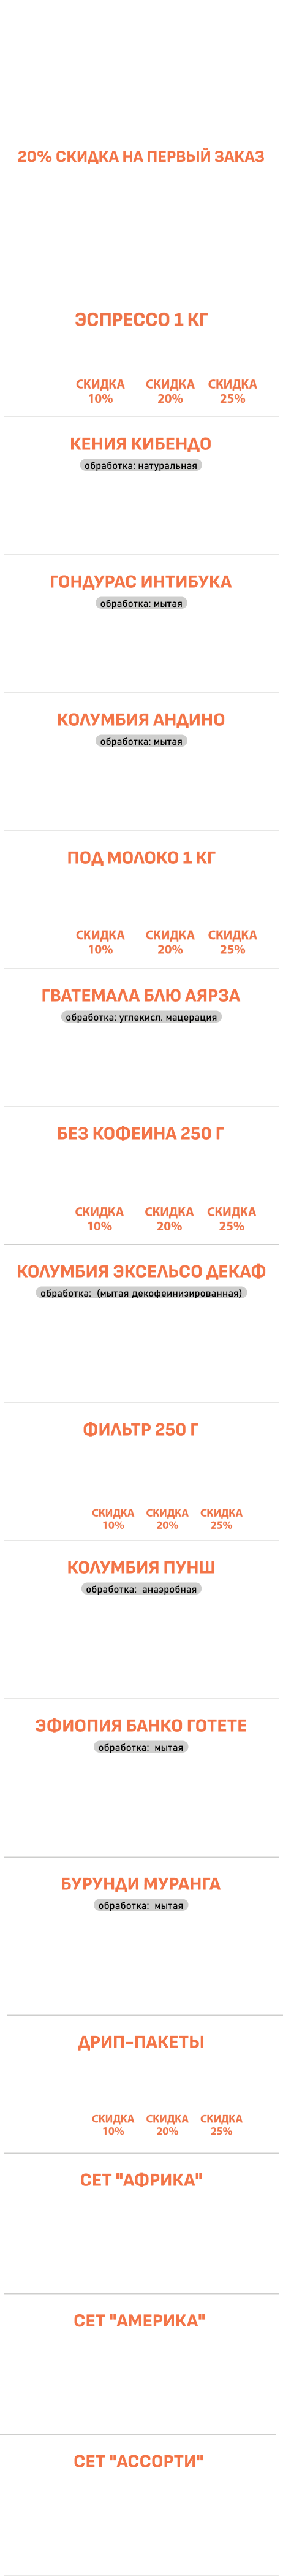 20% СКИДКА НА ПЕРВЫЙ ЗАКАЗ
ЭСПРЕССО 1 КГ
СКИДКА СКИДКА СКИДКА
10% 20% 25%
КЕНИЯ КИБЕНДО
обработка: натуральная
ГОНДУРАС ИНТИБУКА
обработка: мытая
КОЛУМБИЯ АНДИНО
обработка: мытая
ПОД МОЛОКО 1 КГ
СКИДКА СКИДКА СКИДКА
10% 20% 25%
ГВАТЕМАЛА БЛЮ АЯРЗА
обработка: углекисл. мацерация
БЕЗ КОФЕИНА 250 Г
СКИДКА СКИДКА СКИДКА
10% 20% 25%
КОЛУМБИЯ ЭКСЕЛЬСО ДЕКАФ
обработка: (мытая декофеинизированная)
ФИЛЬТР 250 Г
СКИДКА СКИДКА СКИДКА
10% 20% 25%
КОЛУМБИЯ ПУНШ
обработка: анаэробная
ЭФИОПИЯ БАНКО ГОТЕТЕ
обработка: мытая
БУРУНДИ МУРАНГА
обработка: мытая
ДРИП-ПАКЕТЫ
СКИДКА СКИДКА СКИДКА
10% 20% 25%
СЕТ "АФРИКА"
СЕТ "АМЕРИКА"
СЕТ "АССОРТИ"